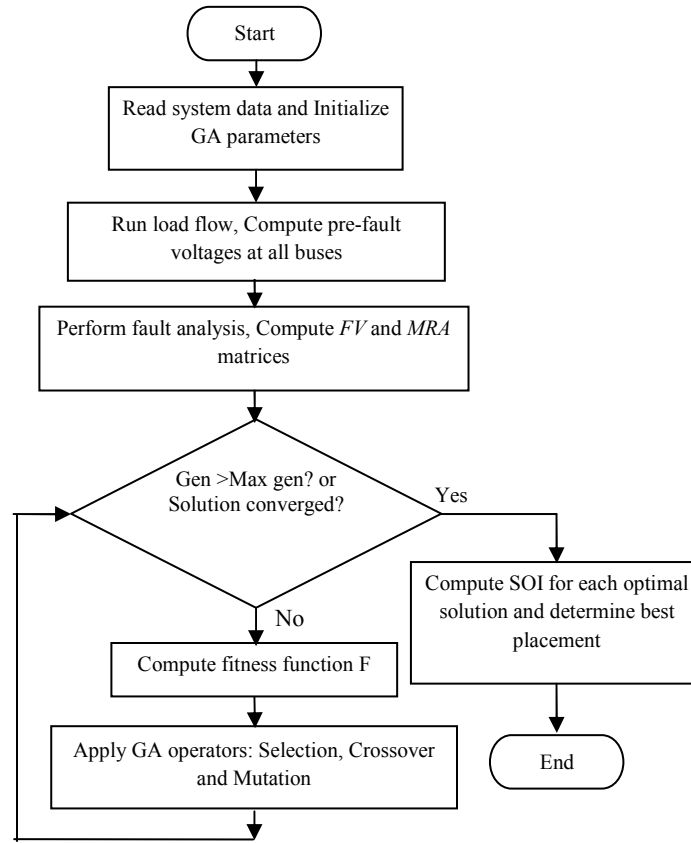 Start
Read system data and Initialize
GA parameters
Run load flow, Compute pre-fault
voltages at all buses
Perform fault analysis, Compute FV and MRA
matrices
Gen >Max gen? or
Solution converged?
Yes
Compute SOI for each optimal
solution and determine best
placement
No
Compute fitness function F
Apply GA operators: Selection, Crossover
and Mutation
End